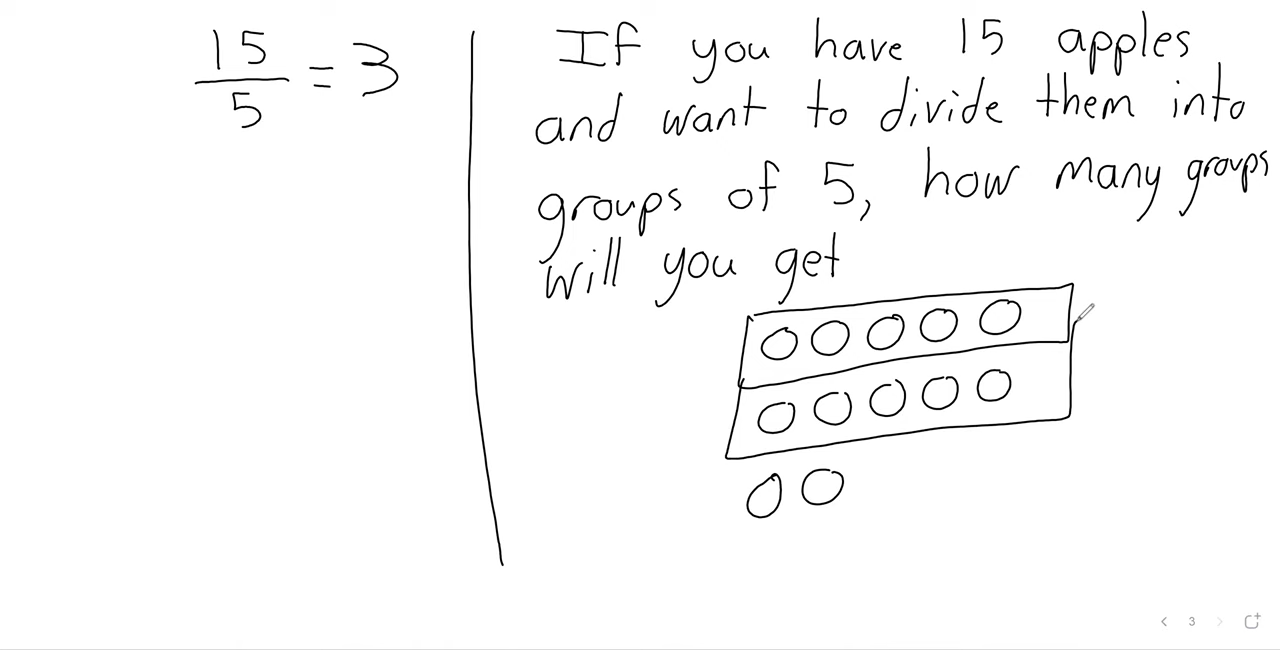 15
5
= 3
If you have 15 apples
and want to divide them into
groups of 5, how many groups
will you get
< 3 >